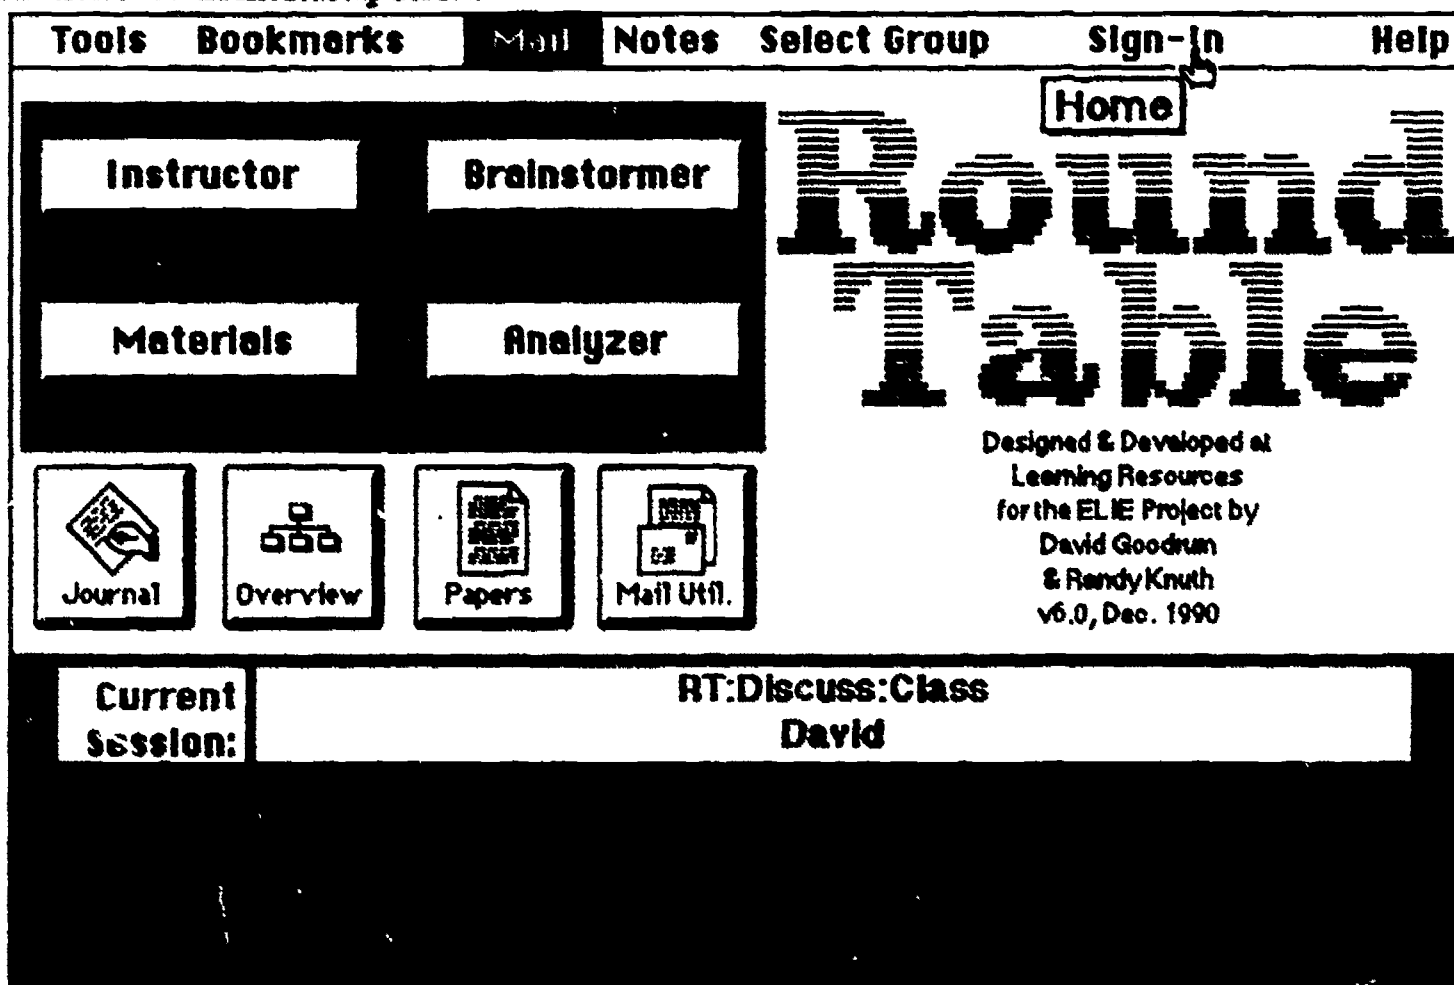 Tools Bookmarks Mail Notes Select Group Sign-In Help
Home
Instructor Brainstormer
Materials Analyzer
Round
Table
Designed & Developed at
Learning Resources
for the ELIE Project by
David Goodrum
& Randy Knuth
v6.0, Dec. 1990
Journal Overview Papers Mail Util.
Current
Session:
RT:Discuss:Class
David